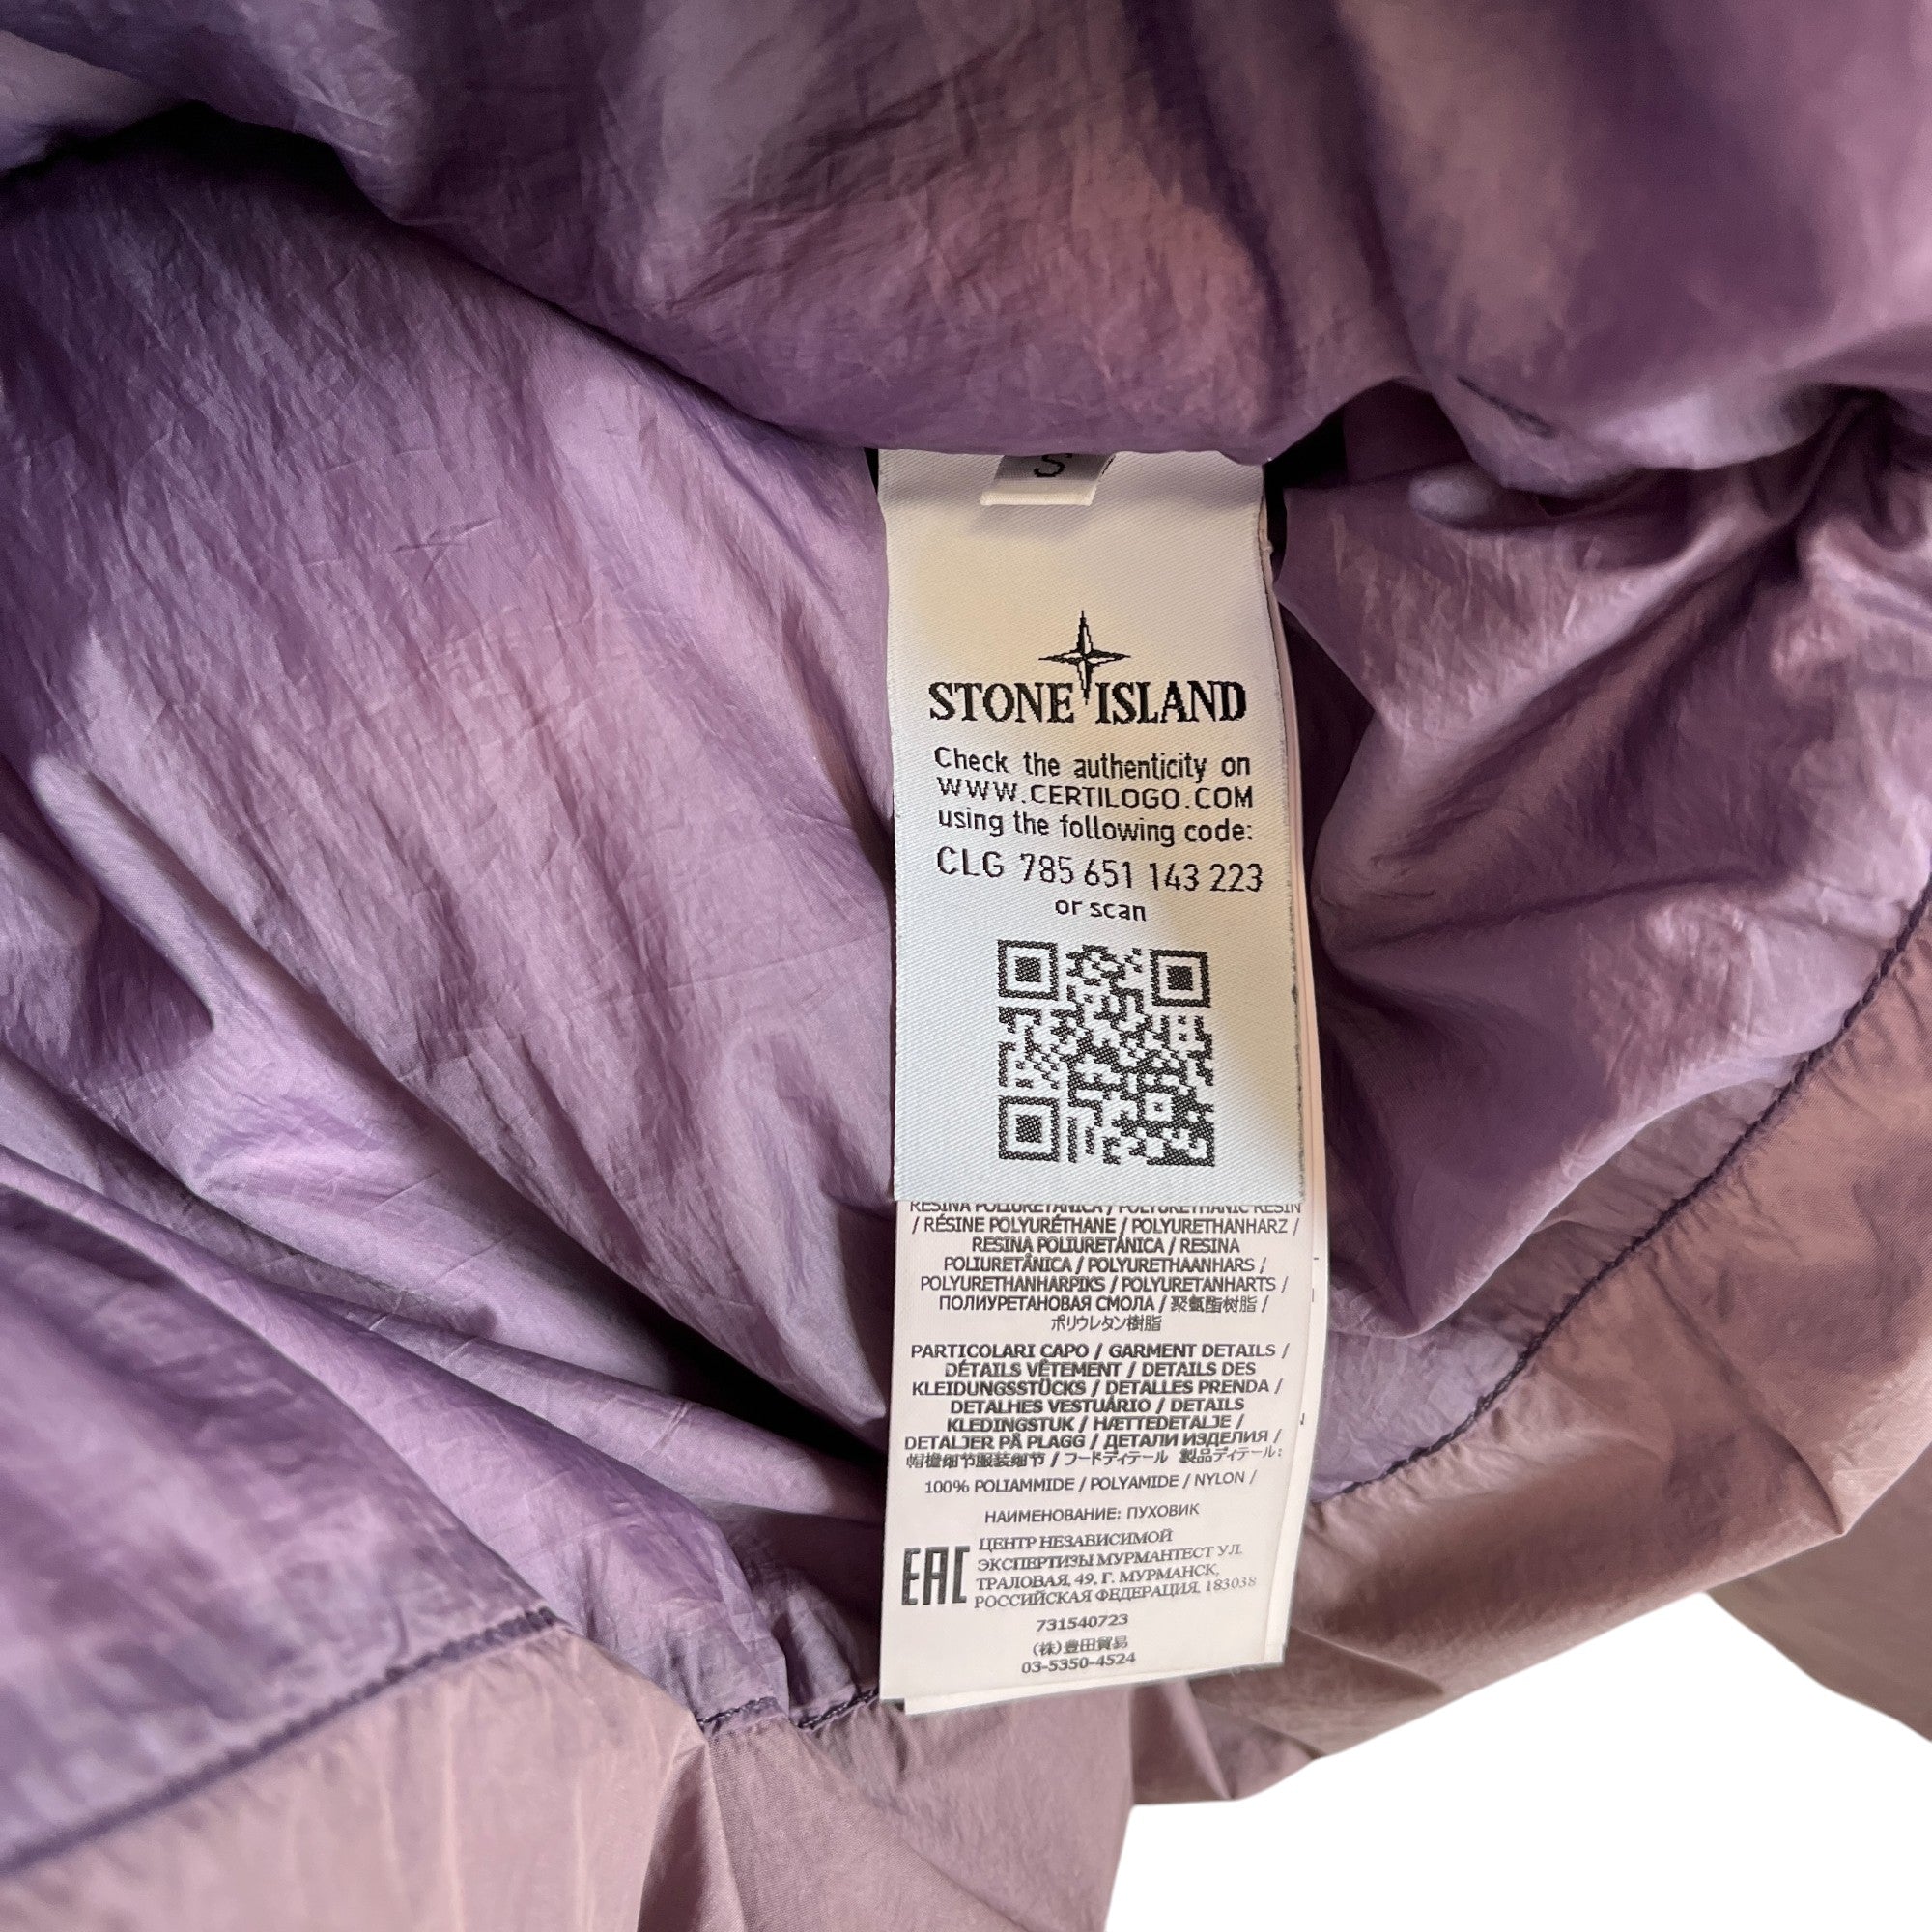 S
STONE ISLAND
Check the authenticity on
WWW.CERTILOGO.COM
using the following code:
CLG 785 651 143 223
or scan
RESINA POLIURETANICA / POLYURETHANIC RESIN
/ RÉSINE POLYURÉTHANE / POLYURETHANHARZ /
RESINA POLIURETÁNICA / RESINA
POLIURETÂNICA / POLYURETHAANHARS /
POLYURETHANHARPIKS / POLYURETANHARTS /
ПОЛИУРЕТАНОВАЯ СМОЛА / 聚氨酯树脂 /
ポリウレタン樹脂
PARTICOLARI CAPO / GARMENT DETAILS /
DÉTAILS VÊTEMENT / DETAILS DES
KLEIDUNGSSTÜCKS / DETALLES PRENDA /
DETALHES VESTUÁRIO / DETAILS
KLEDINGSTUK / HÆTTEDETALJE /
DETALJER PÅ PLAGG / ДЕТАЛИ ИЗДЕЛИЯ /
帽檐细节服装细节 / フードディテール 製品ディテール:
100% POLIAMMIDE / POLYAMIDE / NYLON /
НАИМЕНОВАНИЕ: ПУХОВИК
EAC
ЦЕНТР НЕЗАВИСИМОЙ
ЭКСПЕРТИЗЫ МУРМАНТЕСТ УЛ.
ТРАЛОВАЯ, 49, Г. МУРМАНСК,
РОССИЙСКАЯ ФЕДЕРАЦИЯ, 183038
731540723
(株)豊田貿易
03-5350-4524